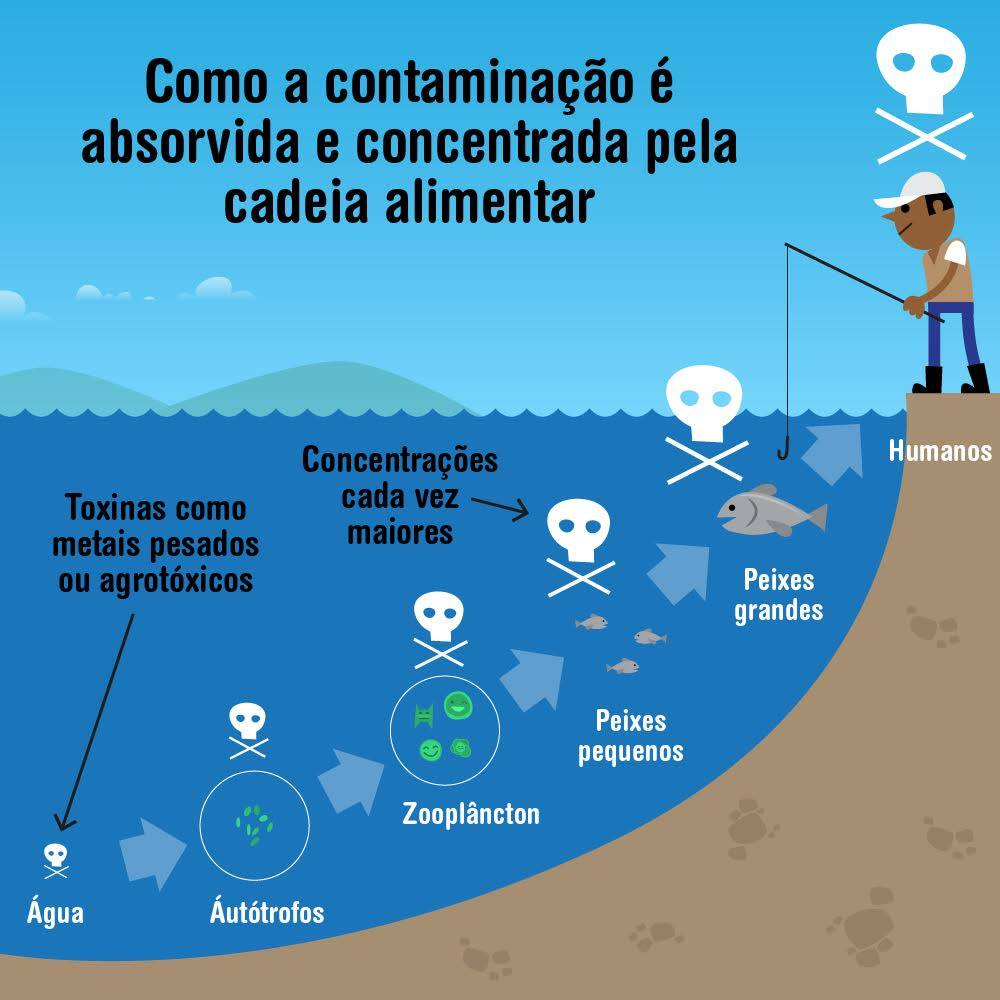 Como a contaminação é
absorvida e concentrada pela
cadeia alimentar
Concentrações
cada vez
maiores
Humanos
Toxinas como
metais pesados
ou agrotóxicos
Peixes
grandes
Peixes
pequenos
Zooplâncton
Água
Áutótrofos